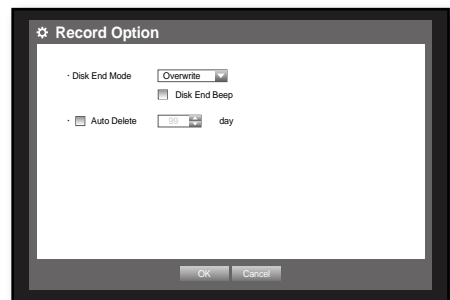 Record Option
· Disk End Mode Overwrite
Disk End Beep
· Auto Delete 99 day
OK Cancel